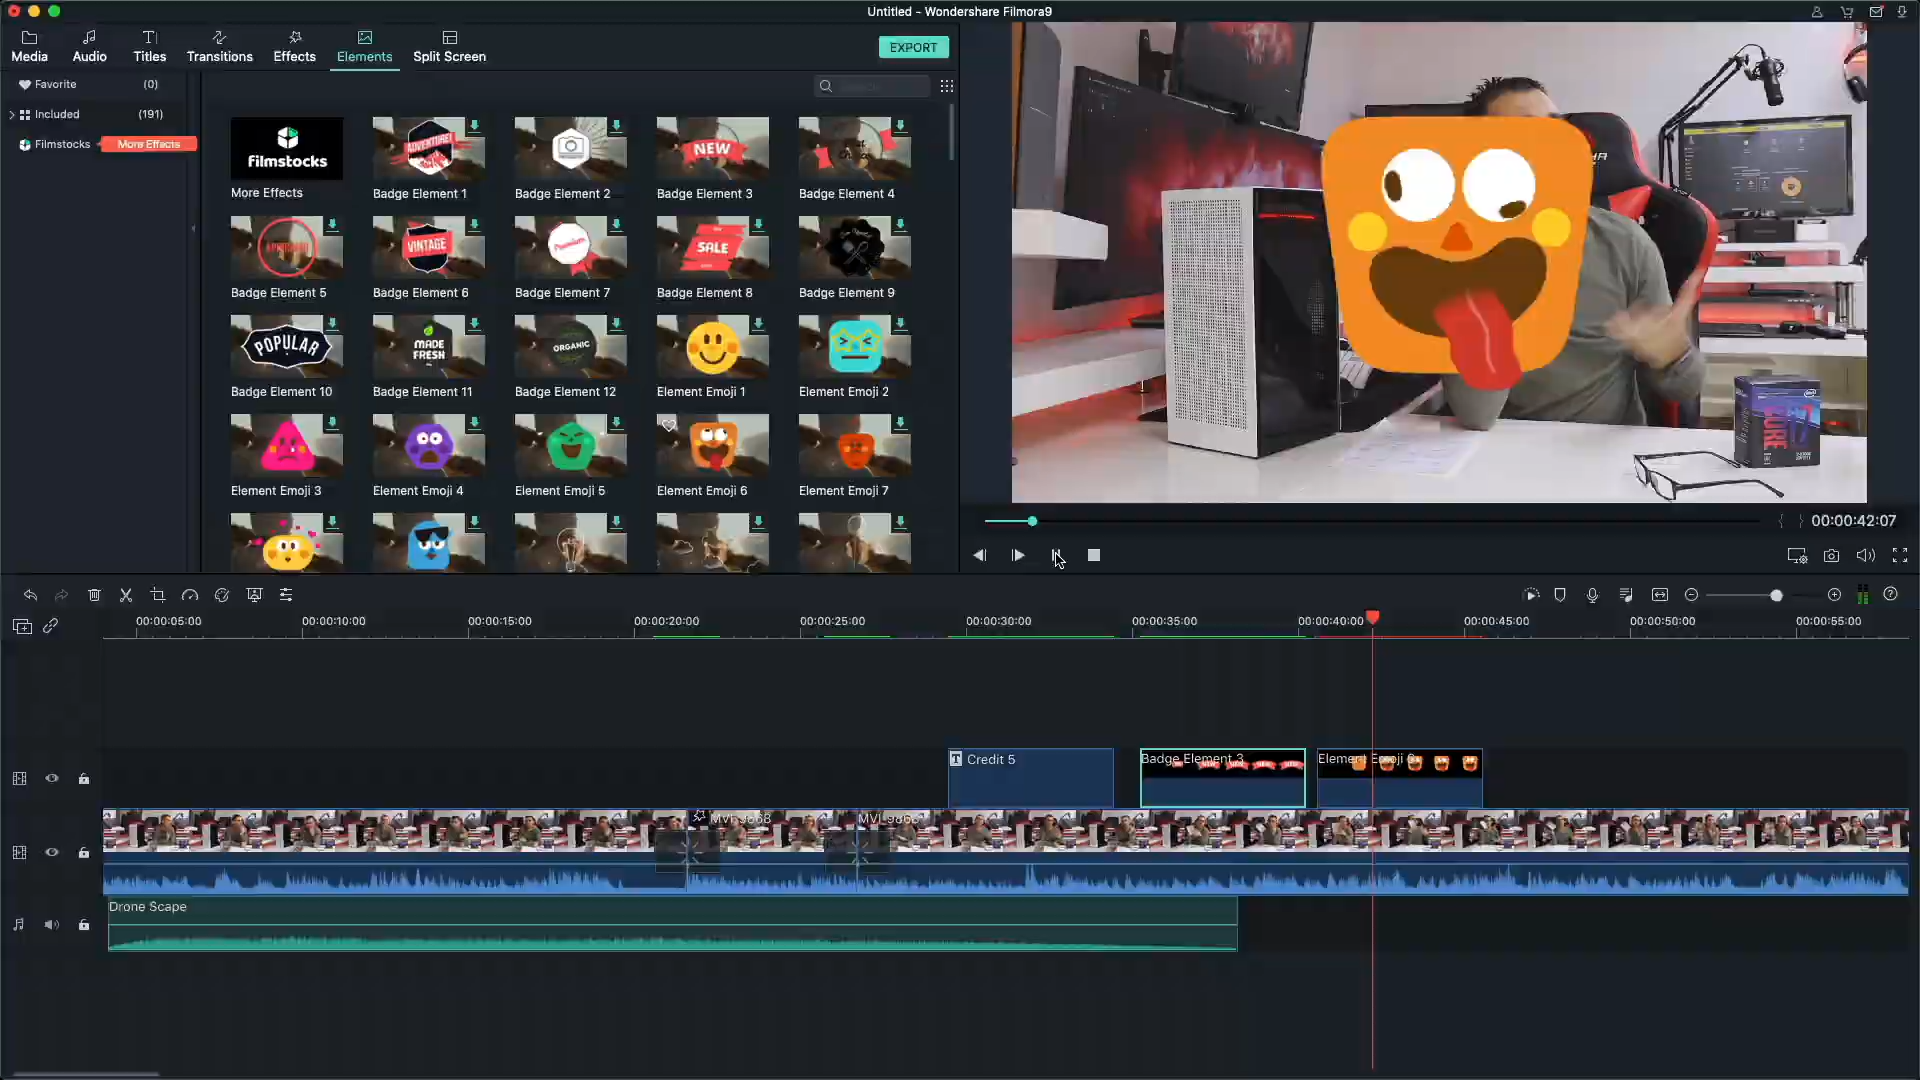 Untitled - Wondershare Filmora9
Media Audio Titles Transitions Effects Elements Split Screen
EXPORT
Favorite (0)
Included (191)
Filmstocks More Effects
filmstocks
ADVENTURE!
NEW
More Effects Badge Element 1 Badge Element 2 Badge Element 3 Badge Element 4
VINTAGE
Premium
SALE
Badge Element 5 Badge Element 6 Badge Element 7 Badge Element 8 Badge Element 9
POPULAR
MADE
FRESH
ORGANIC
Badge Element 10 Badge Element 11 Badge Element 12 Element Emoji 1 Element Emoji 2
Element Emoji 3 Element Emoji 4 Element Emoji 5 Element Emoji 6 Element Emoji 7
intel
CORE
i7
00:00:42:07
00:00:05:00 00:00:10:00 00:00:15:00 00:00:20:00 00:00:25:00 00:00:30:00 00:00:35:00 00:00:40:00 00:00:45:00 00:00:50:00 00:00:55:00
T Credit 5
Badge Element 3
Element Emoji 6
MVI_9868 MVI_9868
Drone Scape